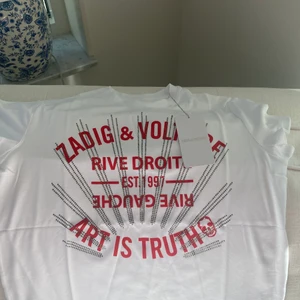 ZADIG & VOL
RIVE DROIT
EST.1997
RIVE GAUCHE
ART IS TRUTH